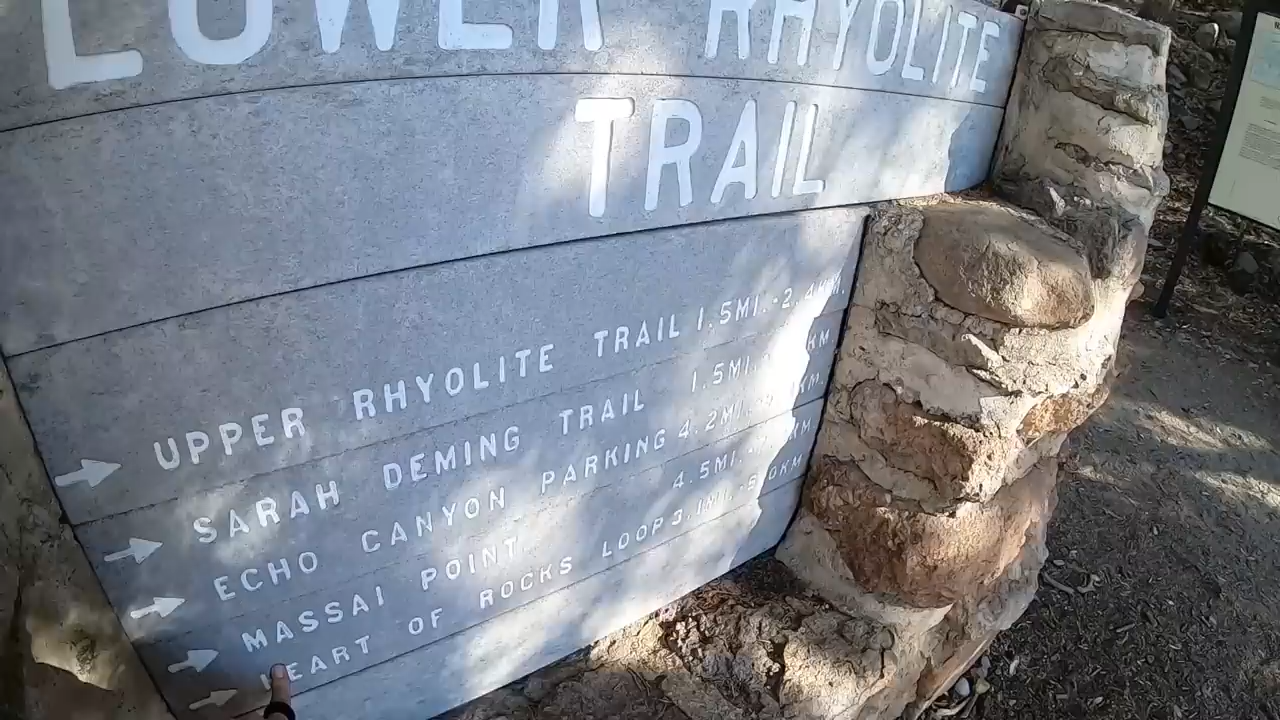 LOWER RHYOLITE
TRAIL
UPPER RHYOLITE TRAIL 1.5MI.-2.4KM.
SARAH DEMING TRAIL 1.5MI. KM
ECHO CANYON PARKING 4.2MI. KM.
MASSAI POINT 4.5MI. KM
HEART OF ROCKS LOOP 3.1MI.-5.0KM